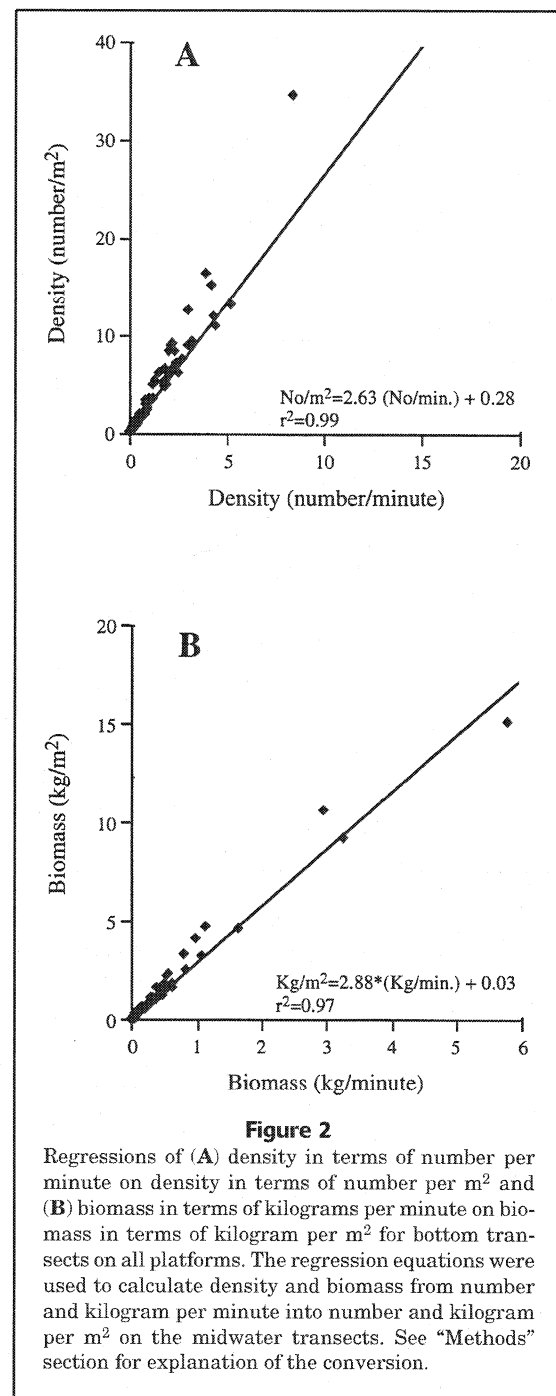 A
40
30
20
10
0
Density (number/m²)
No/m²=2.63 (No/min.) + 0.28
r²=0.99
0 5 10 15 20
Density (number/minute)
B
20
15
10
5
0
Biomass (kg/m²)
Kg/m²=2.88*(Kg/min.) + 0.03
r²=0.97
0 1 2 3 4 5 6
Biomass (kg/minute)
Figure 2
Regressions of (A) density in terms of number per
minute on density in terms of number per m² and
(B) biomass in terms of kilograms per minute on bio-
mass in terms of kilogram per m² for bottom tran-
sects on all platforms. The regression equations were
used to calculate density and biomass from number
and kilogram per minute into number and kilogram
per m² on the midwater transects. See “Methods”
section for explanation of the conversion.